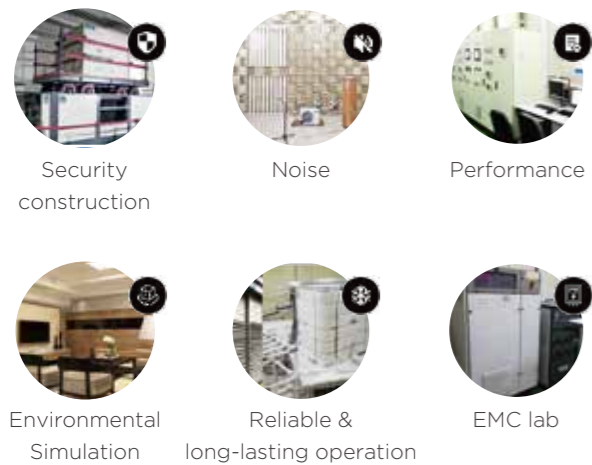 Security
construction
Noise
Performance
Environmental
Simulation
Reliable &
long-lasting operation
EMC lab